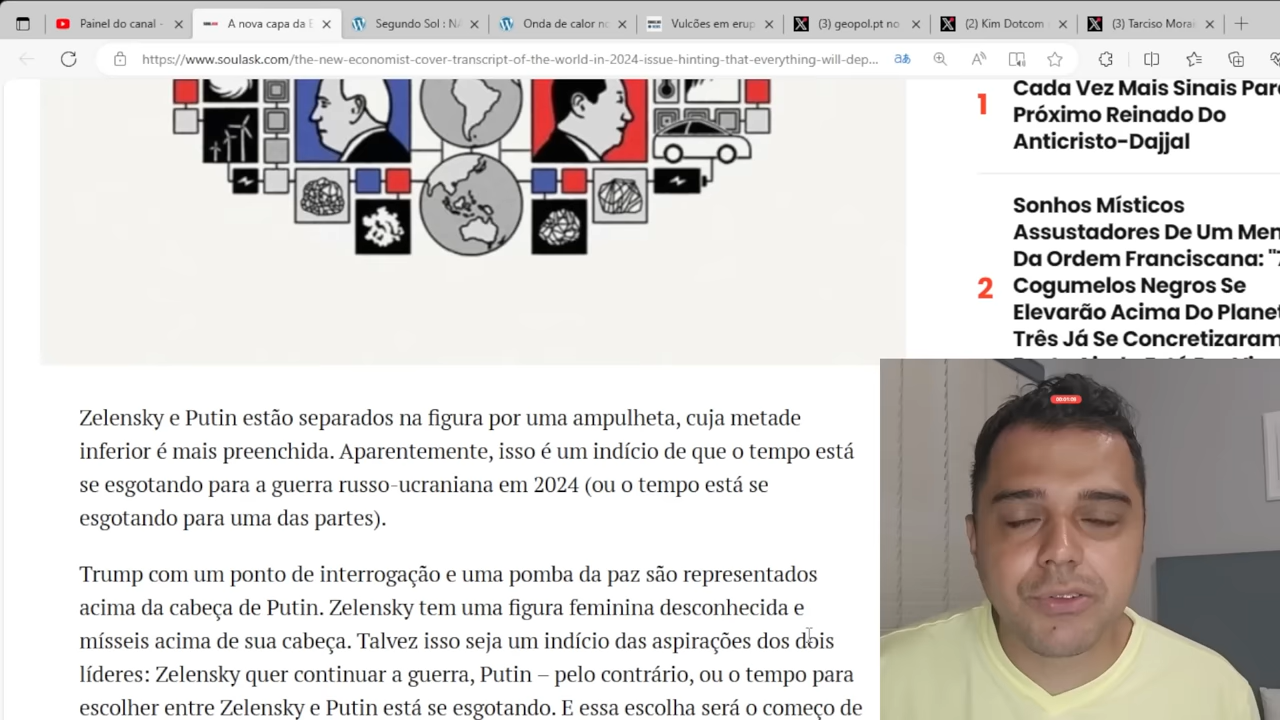 Painel do canal -
A nova capa da E
Segundo Sol : NA
Onda de calor no
Vulcões em erup
(3) geopol.pt no
(2) Kim Dotcom
(3) Tarciso Morai
https://www.soulask.com/the-new-economist-cover-transcript-of-the-world-in-2024-issue-hinting-that-everything-will-dep...
1
Cada Vez Mais Sinais Para
Próximo Reinado Do
Anticristo-Dajjal
2
Sonhos Místicos
Assustadores De Um Mem
Da Ordem Franciscana: "7
Cogumelos Negros Se
Elevarão Acima Do Planet
Três Já Se Concretizaram
00:01:05
Zelensky e Putin estão separados na figura por uma ampulheta, cuja metade
inferior é mais preenchida. Aparentemente, isso é um indício de que o tempo está
se esgotando para a guerra russo-ucraniana em 2024 (ou o tempo está se
esgotando para uma das partes).
Trump com um ponto de interrogação e uma pomba da paz são representados
acima da cabeça de Putin. Zelensky tem uma figura feminina desconhecida e
mísseis acima de sua cabeça. Talvez isso seja um indício das aspirações dos dois
líderes: Zelensky quer continuar a guerra, Putin – pelo contrário, ou o tempo para
escolher entre Zelensky e Putin está se esgotando. E essa escolha será o começo de